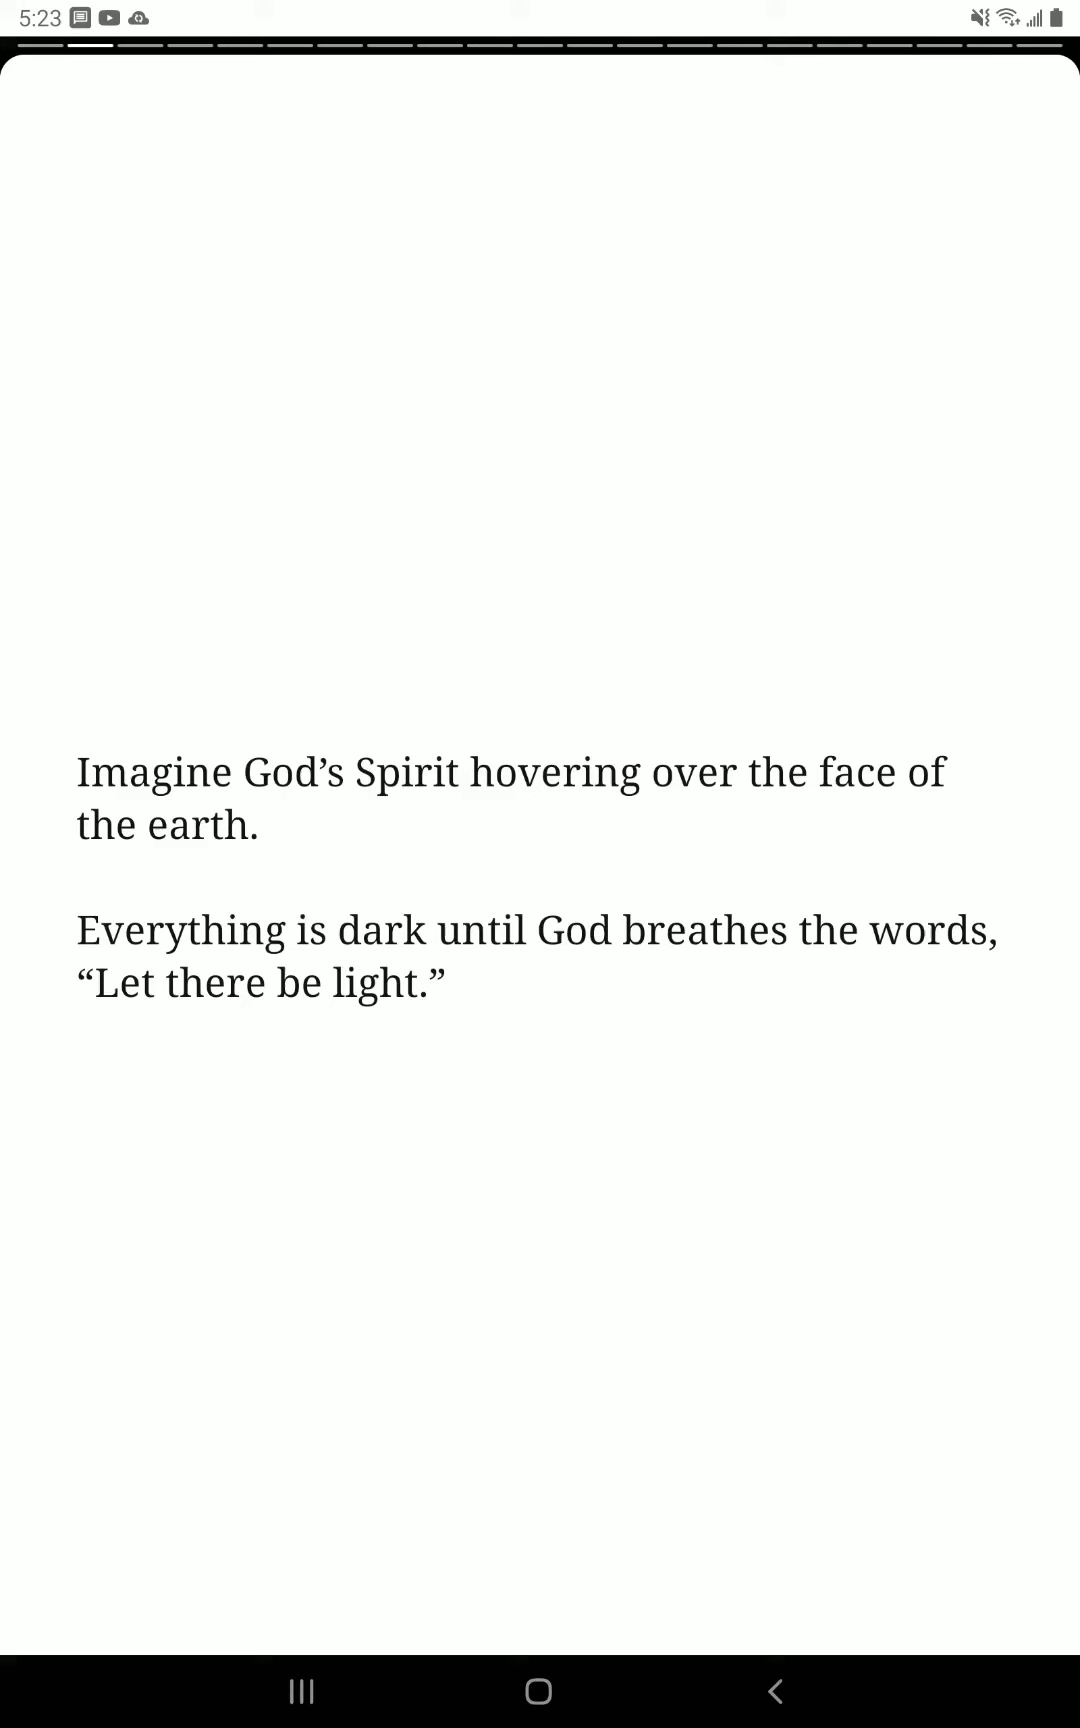 5:23
Imagine God’s Spirit hovering over the face of
the earth.
Everything is dark until God breathes the words,
“Let there be light.”